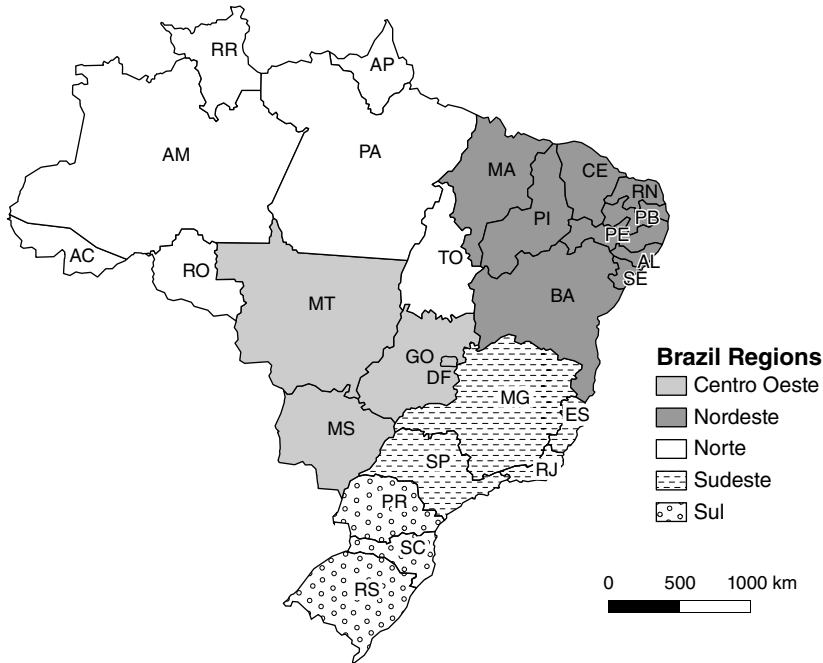 RR
AP
AM
PA
MA
CE
RN
PB
PI
PE
AC
TO
AL
RO
SE
BA
MT
GO
DF
MG
ES
MS
SP
RJ
PR
SC
RS
Brazil Regions
Centro Oeste
Nordeste
Norte
Sudeste
Sul
0 500 1000 km